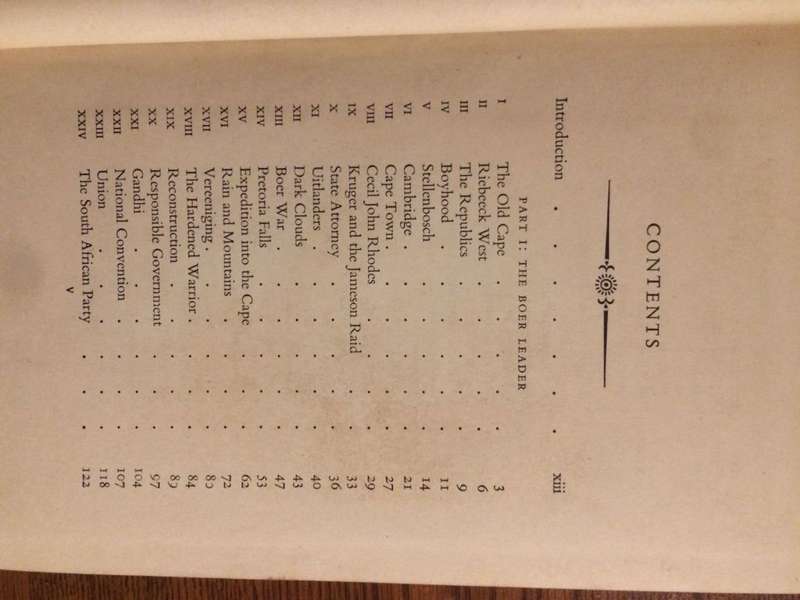 CONTENTS
Introduction . . . . . . . xiii
PART I: THE BOER LEADER
I The Old Cape . . . . . 3
II Riebeeck West . . . . . 6
III The Republics . . . . . 9
IV Boyhood . . . . . . 11
V Stellenbosch . . . . . 14
VI Cambridge . . . . . . 21
VII Cape Town . . . . . . 27
VIII Cecil John Rhodes . . . . 29
IX Kruger and the Jameson Raid . . 33
X State Attorney . . . . . 36
XI Uitlanders . . . . . . 40
XII Dark Clouds . . . . . 43
XIII Boer War . . . . . . 47
XIV Pretoria Falls . . . . . 53
XV Expedition into the Cape . . . 62
XVI Rain and Mountains . . . . 72
XVII Vereeniging . . . . . . 80
XVIII The Hardened Warrior . . . . 84
XIX Reconstruction . . . . . 89
XX Responsible Government . . . 97
XXI Gandhi . . . . . . 104
XXII National Convention . . . . 107
XXIII Union . . . . . . 118
XXIV The South African Party . . . 122
v